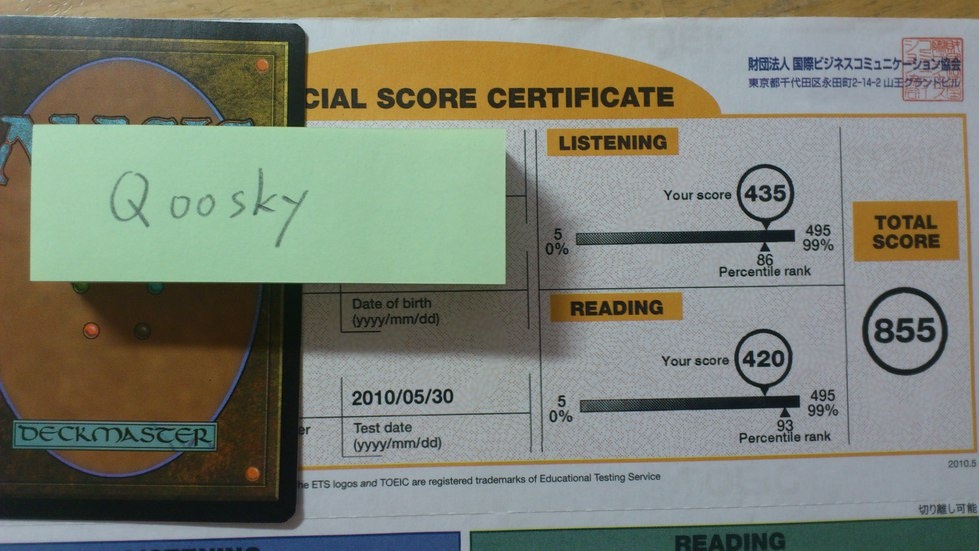 CIAL SCORE CERTIFICATE
財団法人 国際ビジネスコミュニケーション協会
東京都千代田区永田町2-14-2 山王グランドビル
Qoosky
DECKMASTER
Date of birth
(yyyy/mm/dd)
2010/05/30
er
Test date
(yyyy/mm/dd)
LISTENING
Your score
435
5
0%
495
99%
86
Percentile rank
READING
Your score
420
5
0%
495
99%
93
Percentile rank
TOTAL
SCORE
855
he ETS logos and TOEIC are registered trademarks of Educational Testing Service
2010.5
切り離し可能
LISTENING
READING